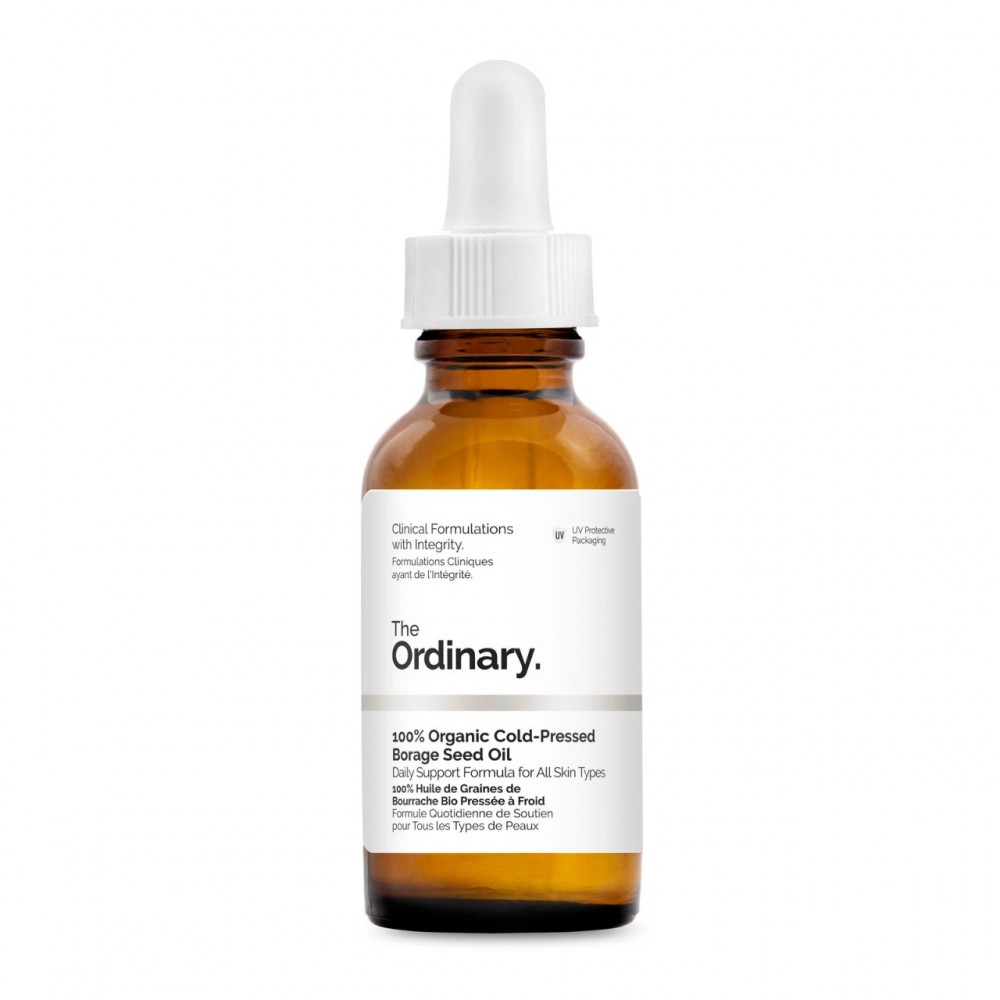 Clinical Formulations
with Integrity.
Formulations Cliniques
ayant de l'Intégrité.
UV
UV Protective
Packaging
The
Ordinary.
100% Organic Cold-Pressed
Borage Seed Oil
Daily Support Formula for All Skin Types
100% Huile de Graines de
Bourrache Bio Pressée à Froid
Formule Quotidienne de Soutien
pour Tous les Types de Peaux